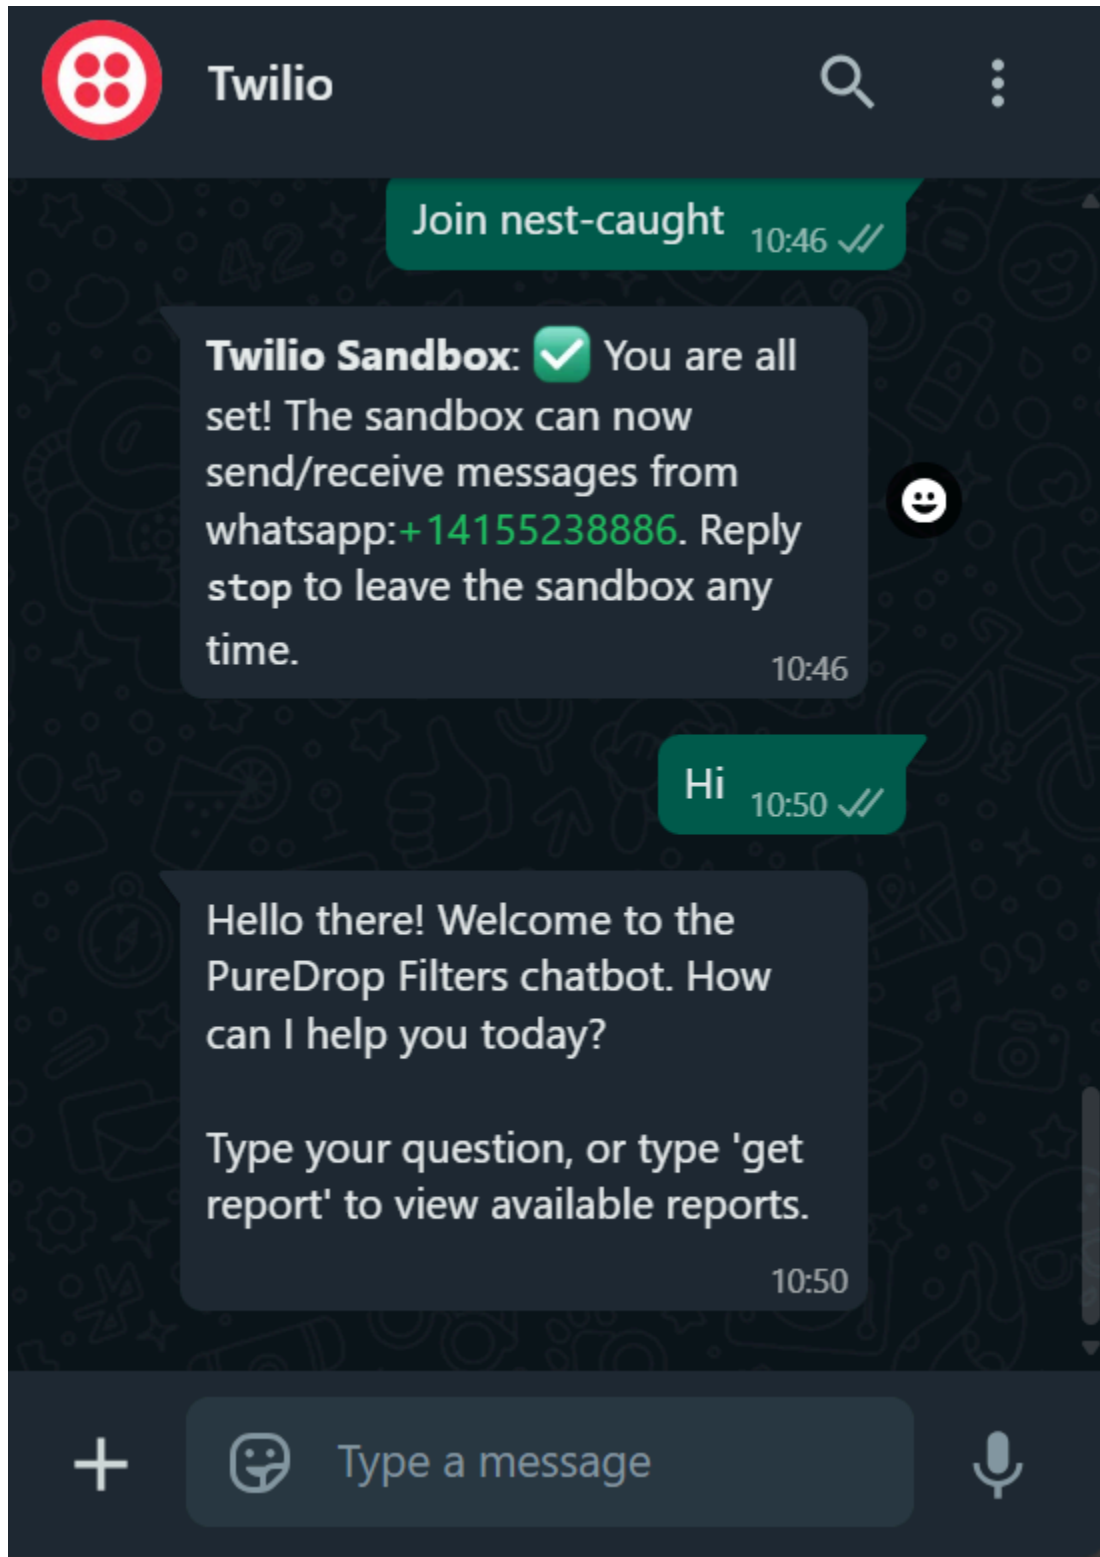 Twilio
Join nest-caught 10:46
Twilio Sandbox: ✅ You are all
set! The sandbox can now
send/receive messages from
whatsapp:+14155238886. Reply
stop to leave the sandbox any
time.
10:46
Hi 10:50
Hello there! Welcome to the
PureDrop Filters chatbot. How
can I help you today?
Type your question, or type 'get
report' to view available reports.
10:50
Type a message